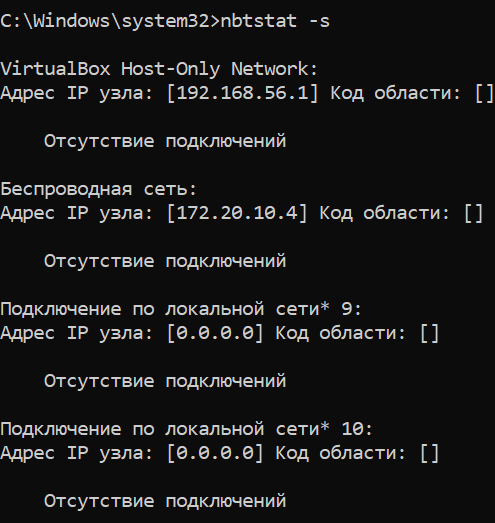 C:\Windows\system32>nbtstat -s
VirtualBox Host-Only Network:
Адрес IP узла: [192.168.56.1] Код области: []
Отсутствие подключений
Беспроводная сеть:
Адрес IP узла: [172.20.10.4] Код области: []
Отсутствие подключений
Подключение по локальной сети* 9:
Адрес IP узла: [0.0.0.0] Код области: []
Отсутствие подключений
Подключение по локальной сети* 10:
Адрес IP узла: [0.0.0.0] Код области: []
Отсутствие подключений